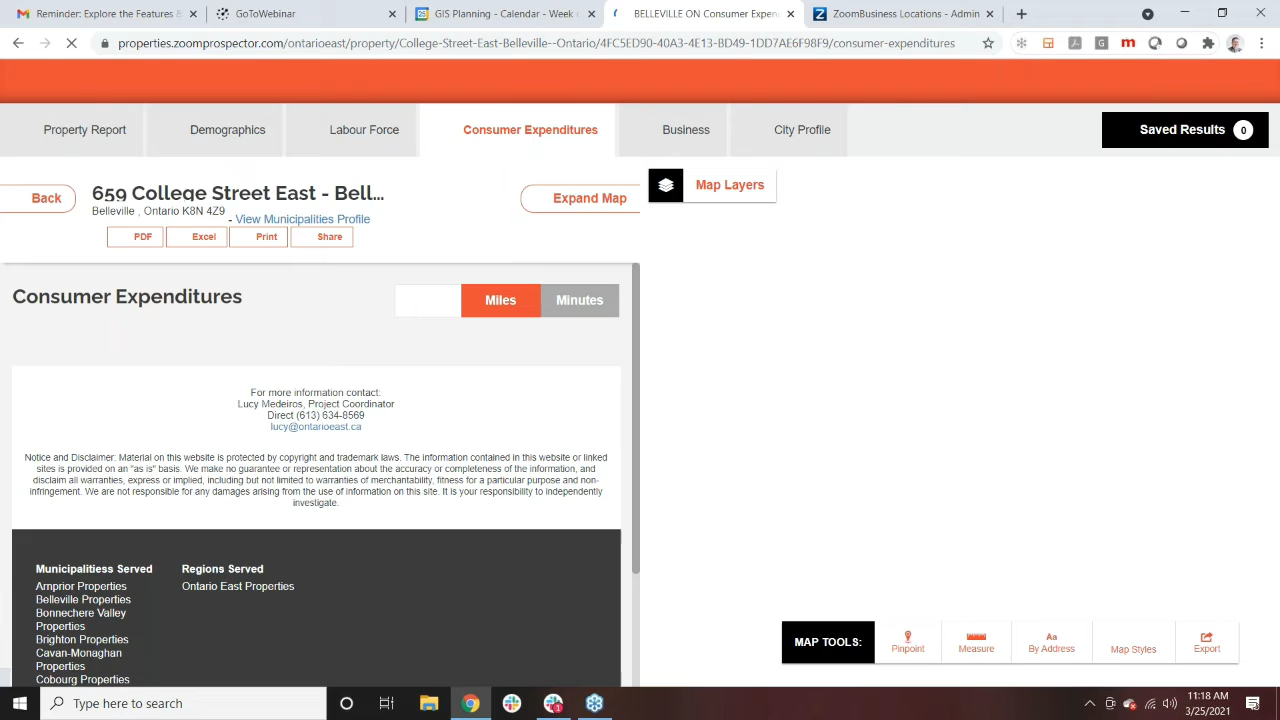 Reminder: Explore the Features &
GoToWebinar
GIS Planning - Calendar - Week o
BELLEVILLE ON Consumer Expen
ZoomBusiness Locations - Admin
properties.zoomprospector.com/ontarioeast/property/College-Street-East-Belleville--Ontario/4FC5ED90-40A3-4E13-BD49-1DD7AE6F98F9/consumer-expenditures
Property Report
Demographics
Labour Force
Consumer Expenditures
Business
City Profile
Saved Results 0
Back
659 College Street East - Bell...
Belleville , Ontario K8N 4Z9
- View Municipalities Profile
Expand Map
PDF
Excel
Print
Share
Map Layers
Consumer Expenditures
Miles
Minutes
For more information contact:
Lucy Medeiros, Project Coordinator
Direct (613) 634-8569
lucy@ontarioeast.ca
Notice and Disclaimer: Material on this website is protected by copyright and trademark laws. The information contained in this website or linked
sites is provided on an "as is" basis. We make no guarantee or representation about the accuracy or completeness of the information, and
disclaim all warranties, express or implied, including but not limited to warranties of merchantability, fitness for a particular purpose and non-
infringement. We are not responsible for any damages arising from the use of information on this site. It is your responsibility to independently
investigate.
Municipalitiess Served
Arnprior Properties
Belleville Properties
Bonnechere Valley
Properties
Brighton Properties
Cavan-Monaghan
Properties
Cobourg Properties
Regions Served
Ontario East Properties
MAP TOOLS:
Pinpoint
Measure
Aa
By Address
Map Styles
Export
Type here to search
11:18 AM
3/25/2021